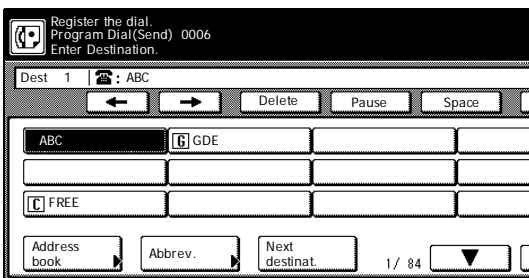 Register the dial.
Program Dial(Send) 0006
Enter Destination.
Dest 1 : ABC
Delete Pause Space
ABC G GDE
C FREE
Address book Abbrev. Next destinat. 1/ 84